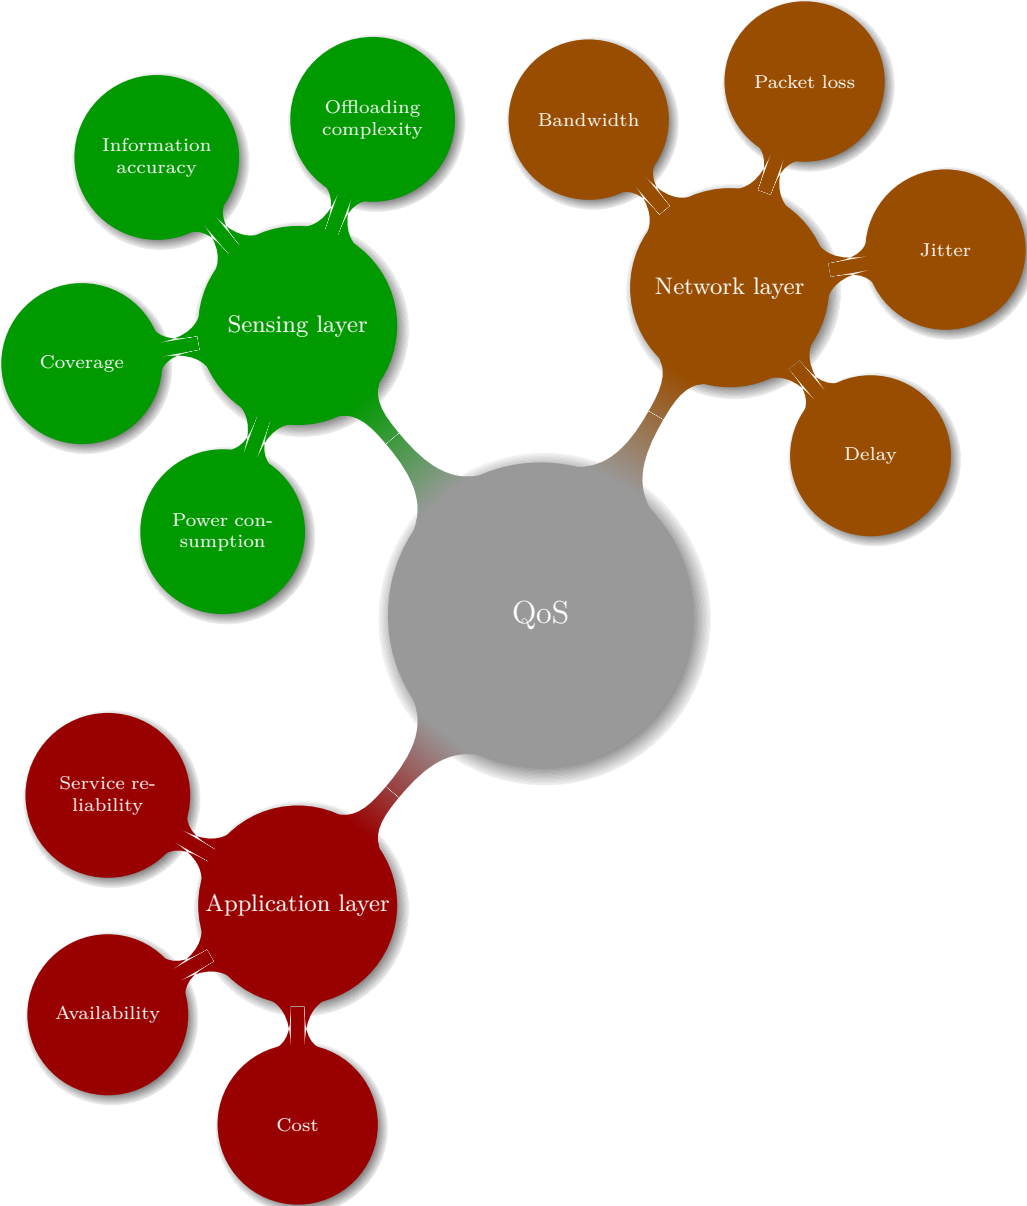 Packet loss
Offloading
complexity
Bandwidth
Information
accuracy
Jitter
Network layer
Sensing layer
Coverage
Delay
Power con-
sumption
QoS
Service re-
liability
Application layer
Availability
Cost